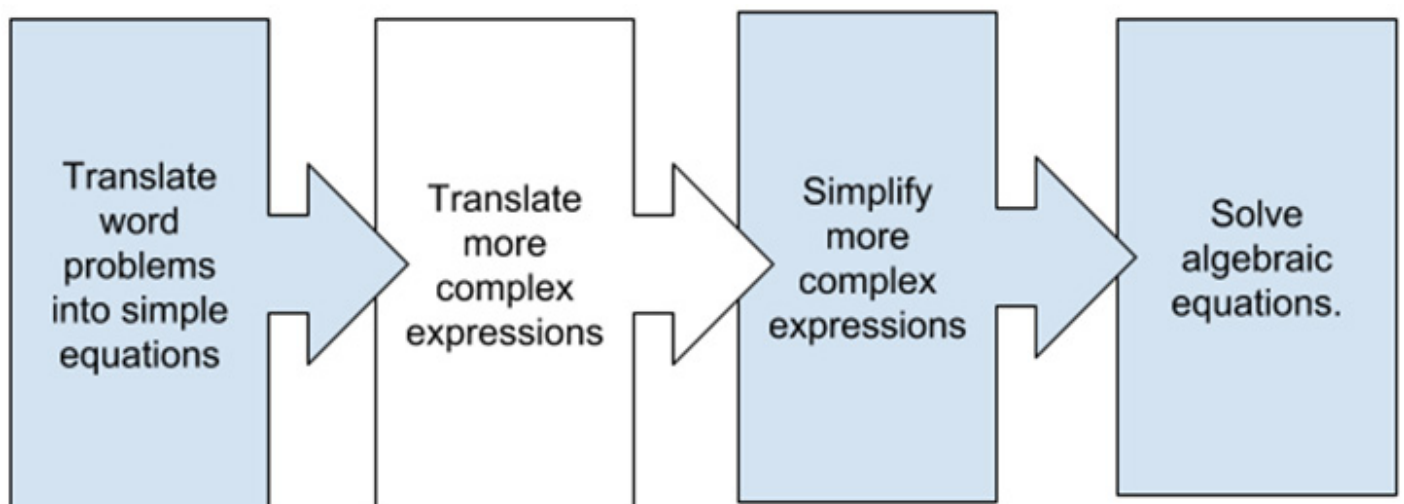 Translate
word
problems
into simple
equations
Translate
more
complex
expressions
Simplify
more
complex
expressions
Solve
algebraic
equations.